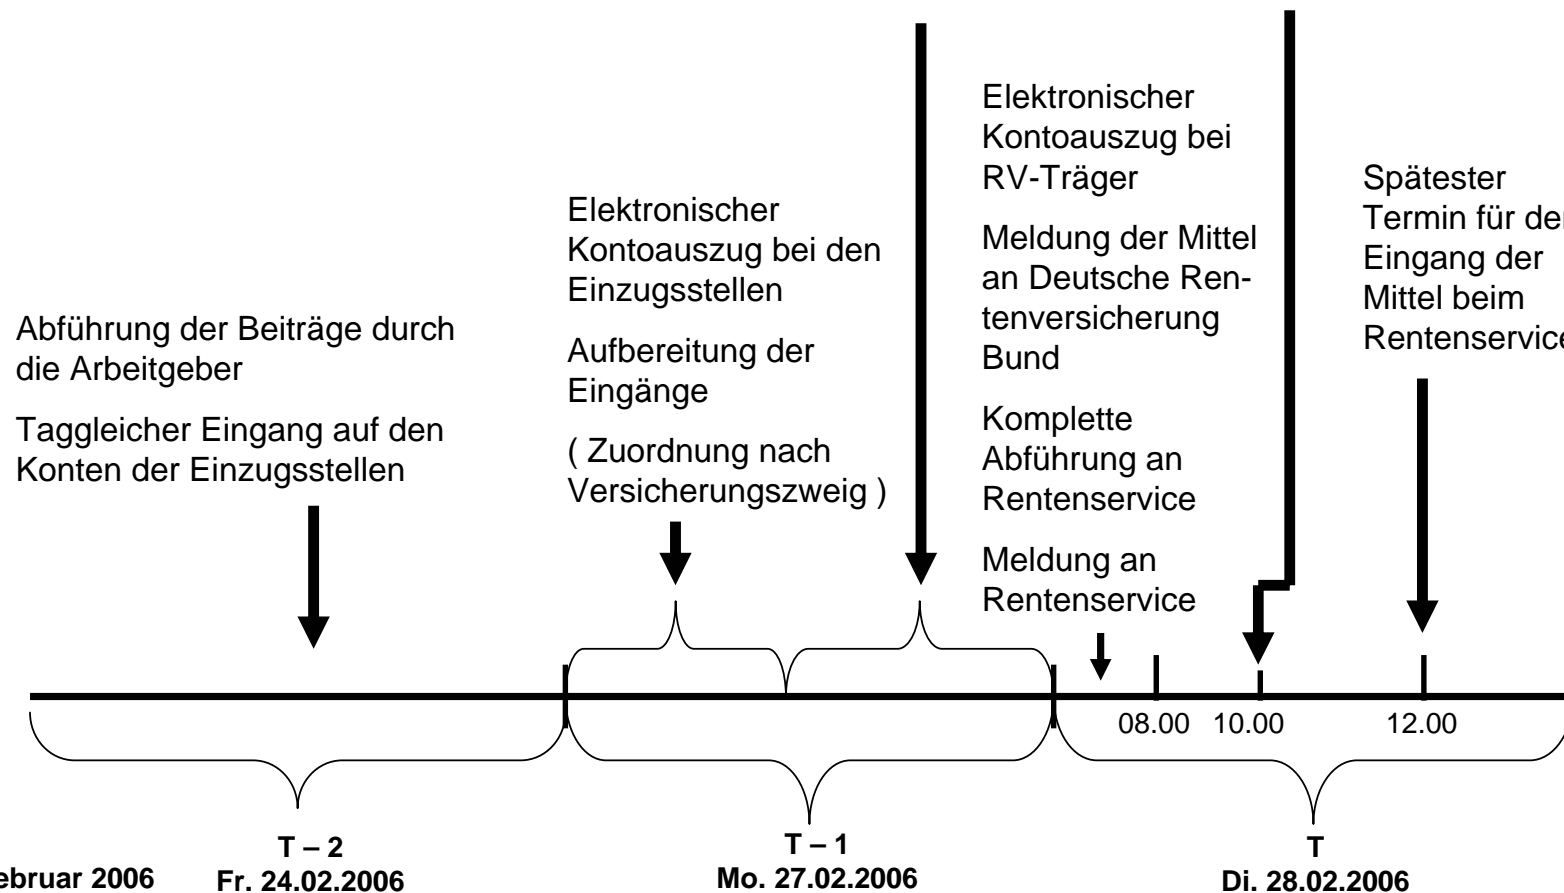 Abführung der Beiträge durch
die Arbeitgeber
Taggleicher Eingang auf den
Konten der Einzugsstellen
Elektronischer
Kontoauszug bei den
Einzugsstellen
Aufbereitung der
Eingänge
( Zuordnung nach
Versicherungszweig )
Elektronischer
Kontoauszug bei
RV-Träger
Meldung der Mittel
an Deutsche Ren-
tenversicherung
Bund
Komplette
Abführung an
Rentenservice
Meldung an
Rentenservice
Spätester
Termin für den
Eingang der
Mittel beim
Rentenservice
08.00 10.00 12.00
T – 2
T – 1
T
ebruar 2006 Fr. 24.02.2006 Mo. 27.02.2006 Di. 28.02.2006